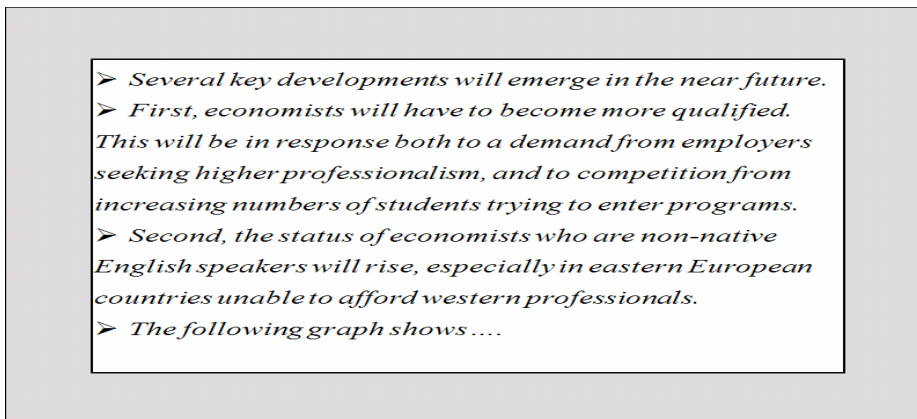 ➢ Several key developments will emerge in the near future.
➢ First, economists will have to become more qualified.
This will be in response both to a demand from employers
seeking higher professionalism, and to competition from
increasing numbers of students trying to enter programs.
➢ Second, the status of economists who are non-native
English speakers will rise, especially in eastern European
countries unable to afford western professionals.
➢ The following graph shows….